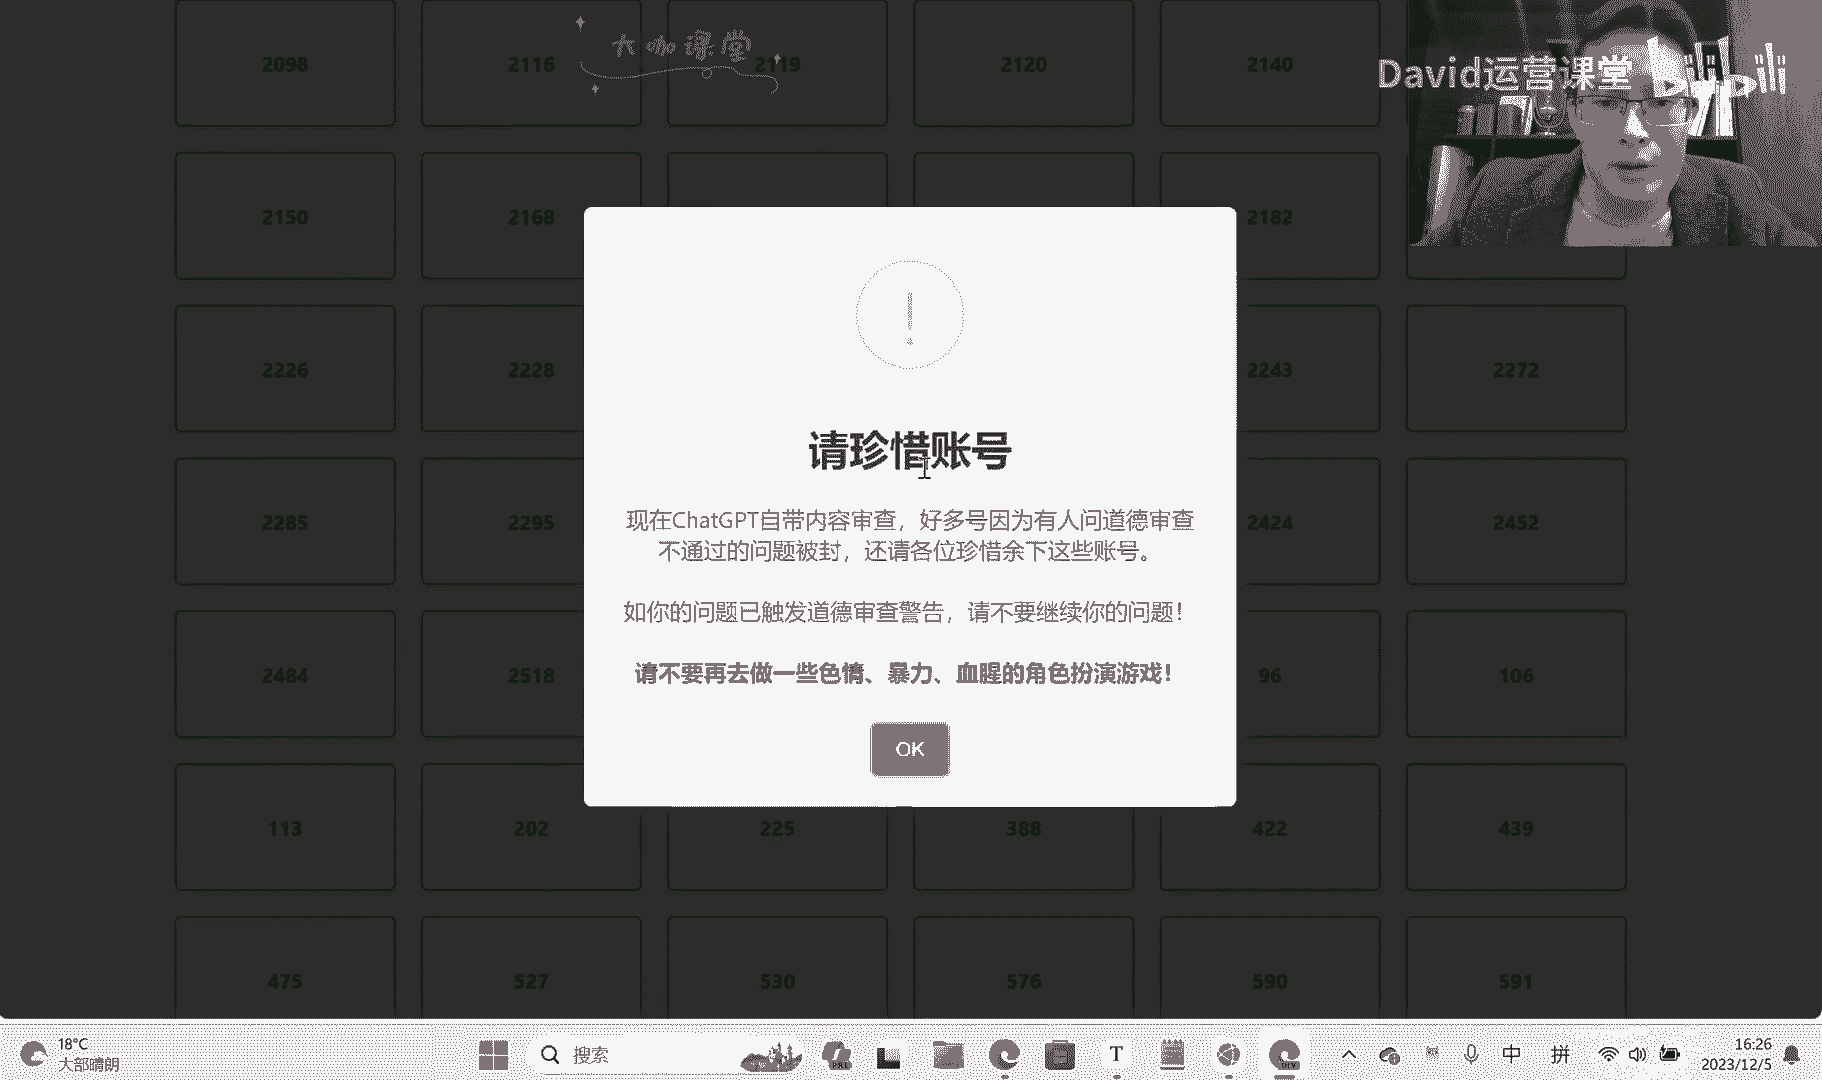 2098
2116
大咖课堂
2119
2120
2140
David运营课堂 bilibili
2150
2168
2182
2226
2228
2243
2272
2285
2295
2424
2452
2484
2518
96
106
113
202
225
388
422
439
475
527
530
576
590
591
请珍惜账号
现在ChatGPT自带内容审查，好多号因为有人问道德审查
不通过的问题被封，还请各位珍惜余下这些账号。
如你的问题已触发道德审查警告，请不要继续你的问题！
请不要再去做一些色情、暴力、血腥的角色扮演游戏！
OK
18°C
大部晴朗
搜索
PRE
T
DEV
中
拼
16:26
2023/12/5